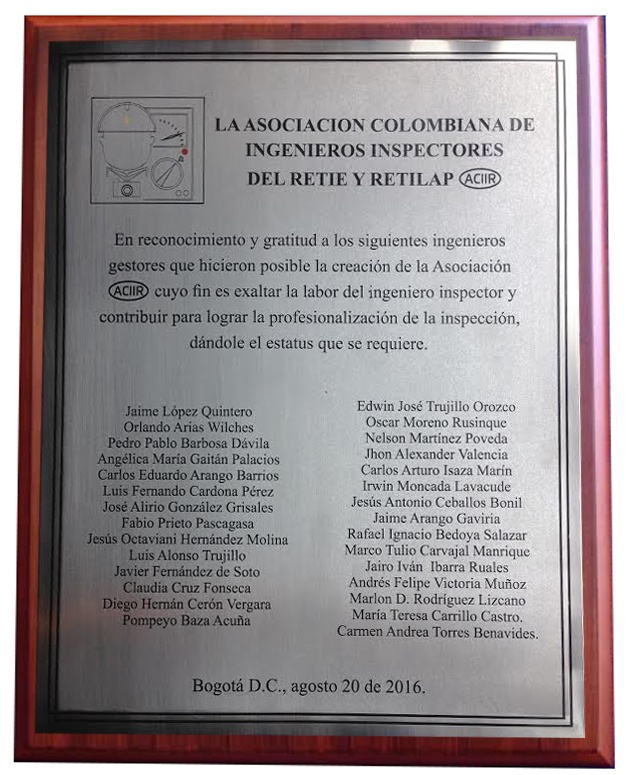 LA ASOCIACION COLOMBIANA DE
INGENIEROS INSPECTORES
DEL RETIE Y RETILAP ACIIR
En reconocimiento y gratitud a los siguientes ingenieros
gestores que hicieron posible la creación de la Asociación
ACIIR cuyo fin es exaltar la labor del ingeniero inspector y
contribuir para lograr la profesionalización de la inspección,
dándole el estatus que se requiere.
Jaime López Quintero
Orlando Arias Wilches
Pedro Pablo Barbosa Dávila
Angélica María Gaitán Palacios
Carlos Eduardo Arango Barrios
Luis Fernando Cardona Pérez
José Alirio González Grisales
Fabio Prieto Pascagasa
Jesús Octaviani Hernández Molina
Luis Alonso Trujillo
Javier Fernández de Soto
Claudia Cruz Fonseca
Diego Hernán Cerón Vergara
Pompeyo Baza Acuña
Edwin José Trujillo Orozco
Oscar Moreno Rusinque
Nelson Martínez Poveda
Jhon Alexander Valencia
Carlos Arturo Isaza Marín
Irwin Moncada Lavacude
Jesús Antonio Ceballos Bonil
Jaime Arango Gaviria
Rafael Ignacio Bedoya Salazar
Marco Tulio Carvajal Manrique
Jairo Iván Ibarra Ruales
Andrés Felipe Victoria Muñoz
Marlon D. Rodríguez Lizcano
María Teresa Carrillo Castro.
Carmen Andrea Torres Benavides.
Bogotá D.C., agosto 20 de 2016.